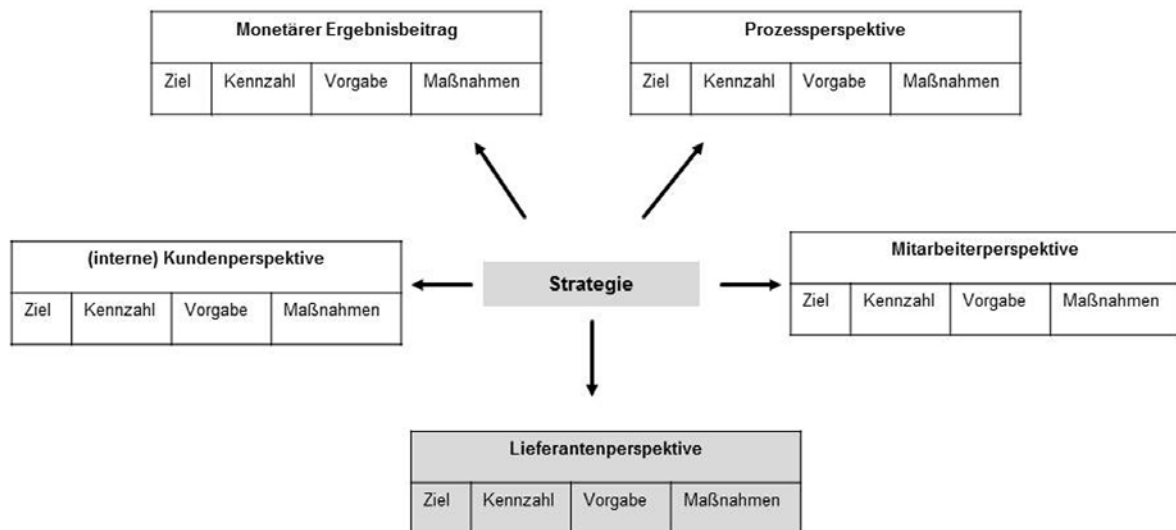 Monetärer Ergebnisbeitrag
Ziel Kennzahl Vorgabe Maßnahmen
Prozessperspektive
Ziel Kennzahl Vorgabe Maßnahmen
(interne) Kundenperspektive
Ziel Kennzahl Vorgabe Maßnahmen
Strategie
Mitarbeiterperspektive
Ziel Kennzahl Vorgabe Maßnahmen
Lieferantenperspektive
Ziel Kennzahl Vorgabe Maßnahmen